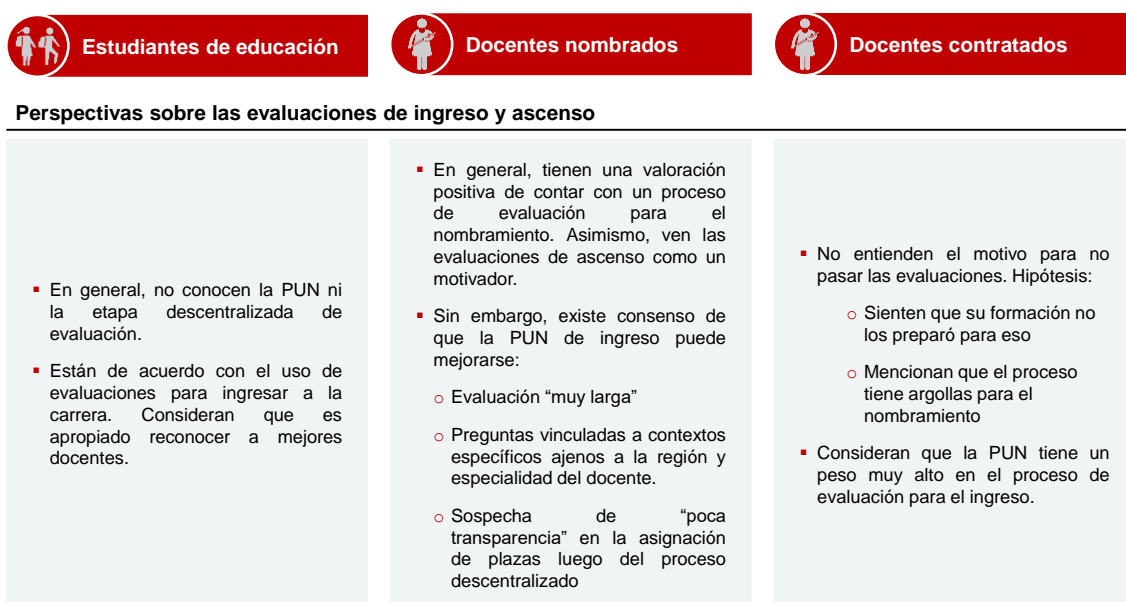 Estudiantes de educación
Docentes nombrados
Docentes contratados
Perspectivas sobre las evaluaciones de ingreso y ascenso
▪ En general, no conocen la PUN ni
la etapa descentralizada de
evaluación.
▪ Están de acuerdo con el uso de
evaluaciones para ingresar a la
carrera. Consideran que es
apropiado reconocer a mejores
docentes.
▪ En general, tienen una valoración
positiva de contar con un proceso
de evaluación para el
nombramiento. Asimismo, ven las
evaluaciones de ascenso como un
motivador.
▪ Sin embargo, existe consenso de
que la PUN de ingreso puede
mejorarse:
o Evaluación “muy larga”
o Preguntas vinculadas a contextos
específicos ajenos a la región y
especialidad del docente.
o Sospecha de “poca
transparencia” en la asignación
de plazas luego del proceso
descentralizado
▪ No entienden el motivo para no
pasar las evaluaciones. Hipótesis:
o Sienten que su formación no
los preparó para eso
o Mencionan que el proceso
tiene argollas para el
nombramiento
▪ Consideran que la PUN tiene un
peso muy alto en el proceso de
evaluación para el ingreso.